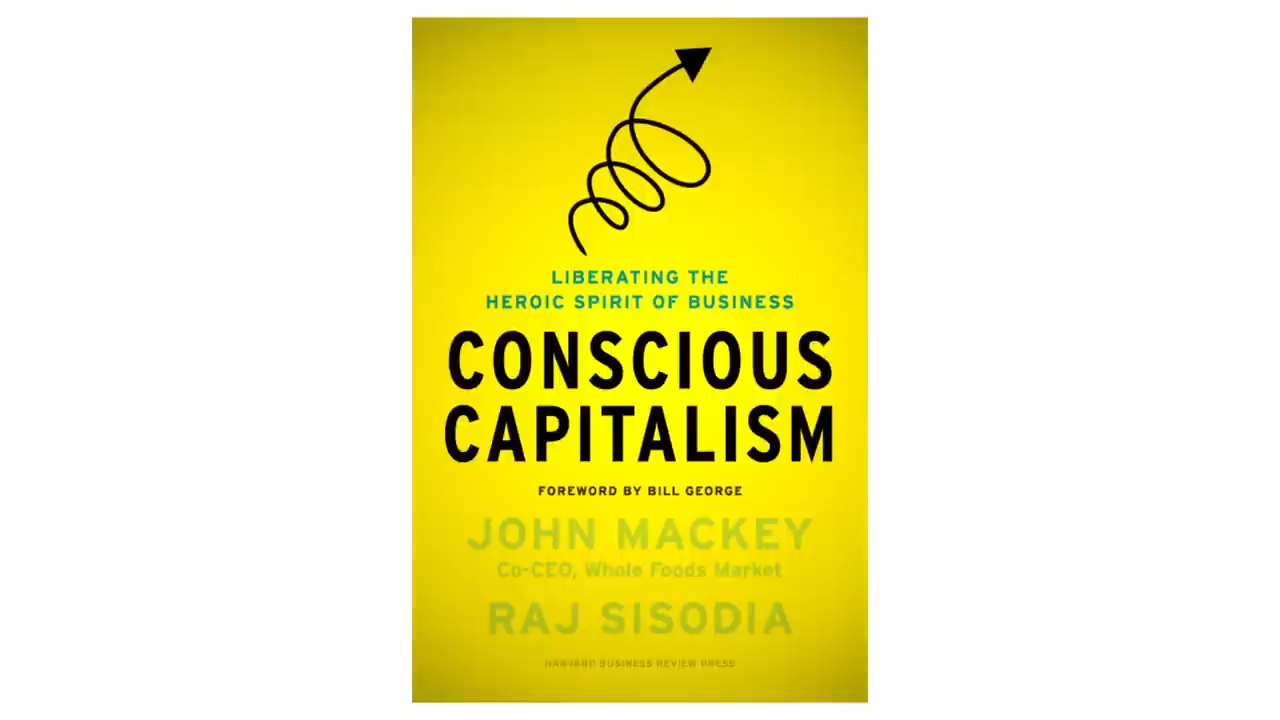 LIBERATING THE
HEROIC SPIRIT OF BUSINESS
CONSCIOUS
CAPITALISM
FOREWORD BY BILL GEORGE
JOHN MACKEY
Co-CEO, Whole Foods Market
RAJ SISODIA
HARVARD BUSINESS REVIEW PRESS